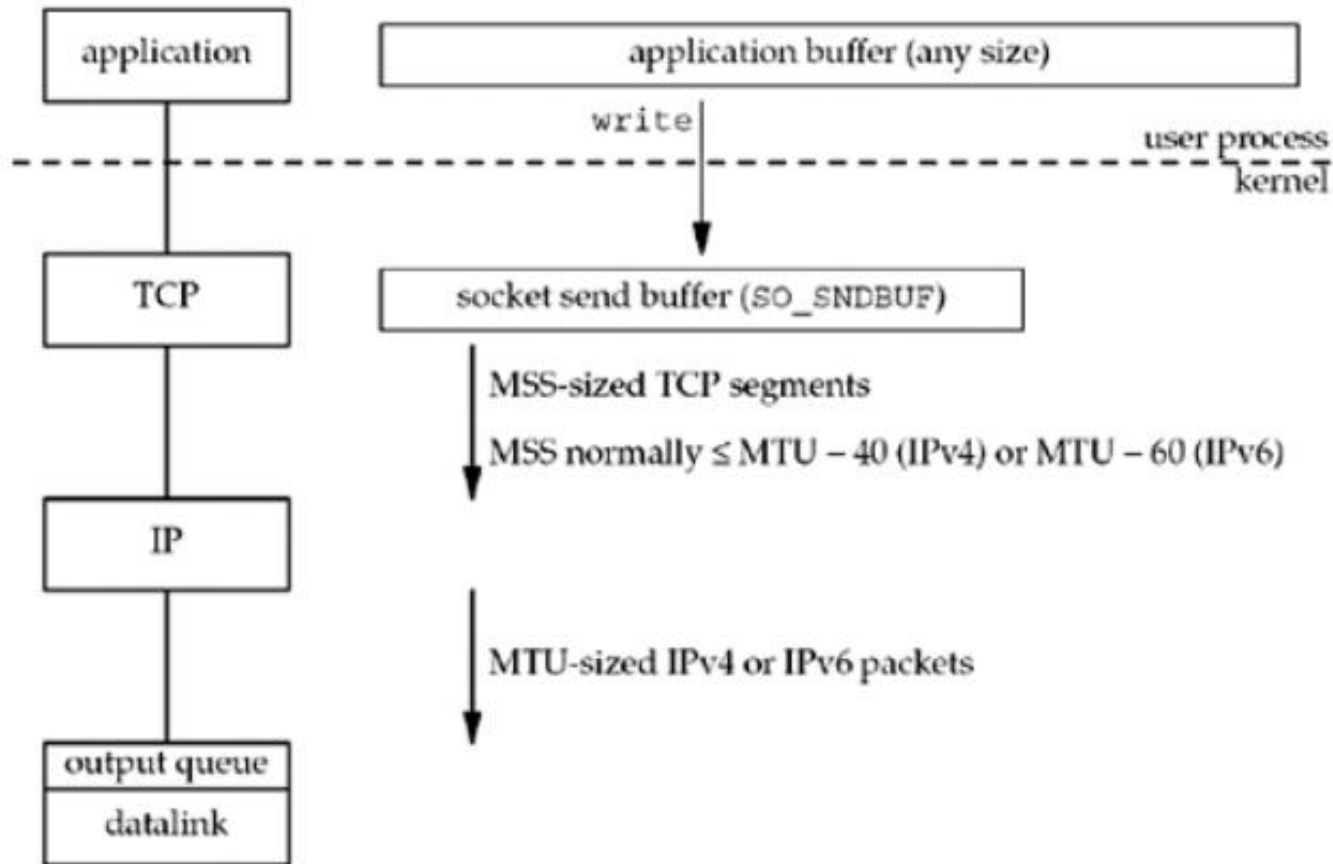 application
application buffer (any size)
write
user process
kernel
TCP
socket send buffer (SO_SNDBUF)
MSS-sized TCP segments
MSS normally ≤ MTU – 40 (IPv4) or MTU – 60 (IPv6)
IP
MTU-sized IPv4 or IPv6 packets
output queue
datalink